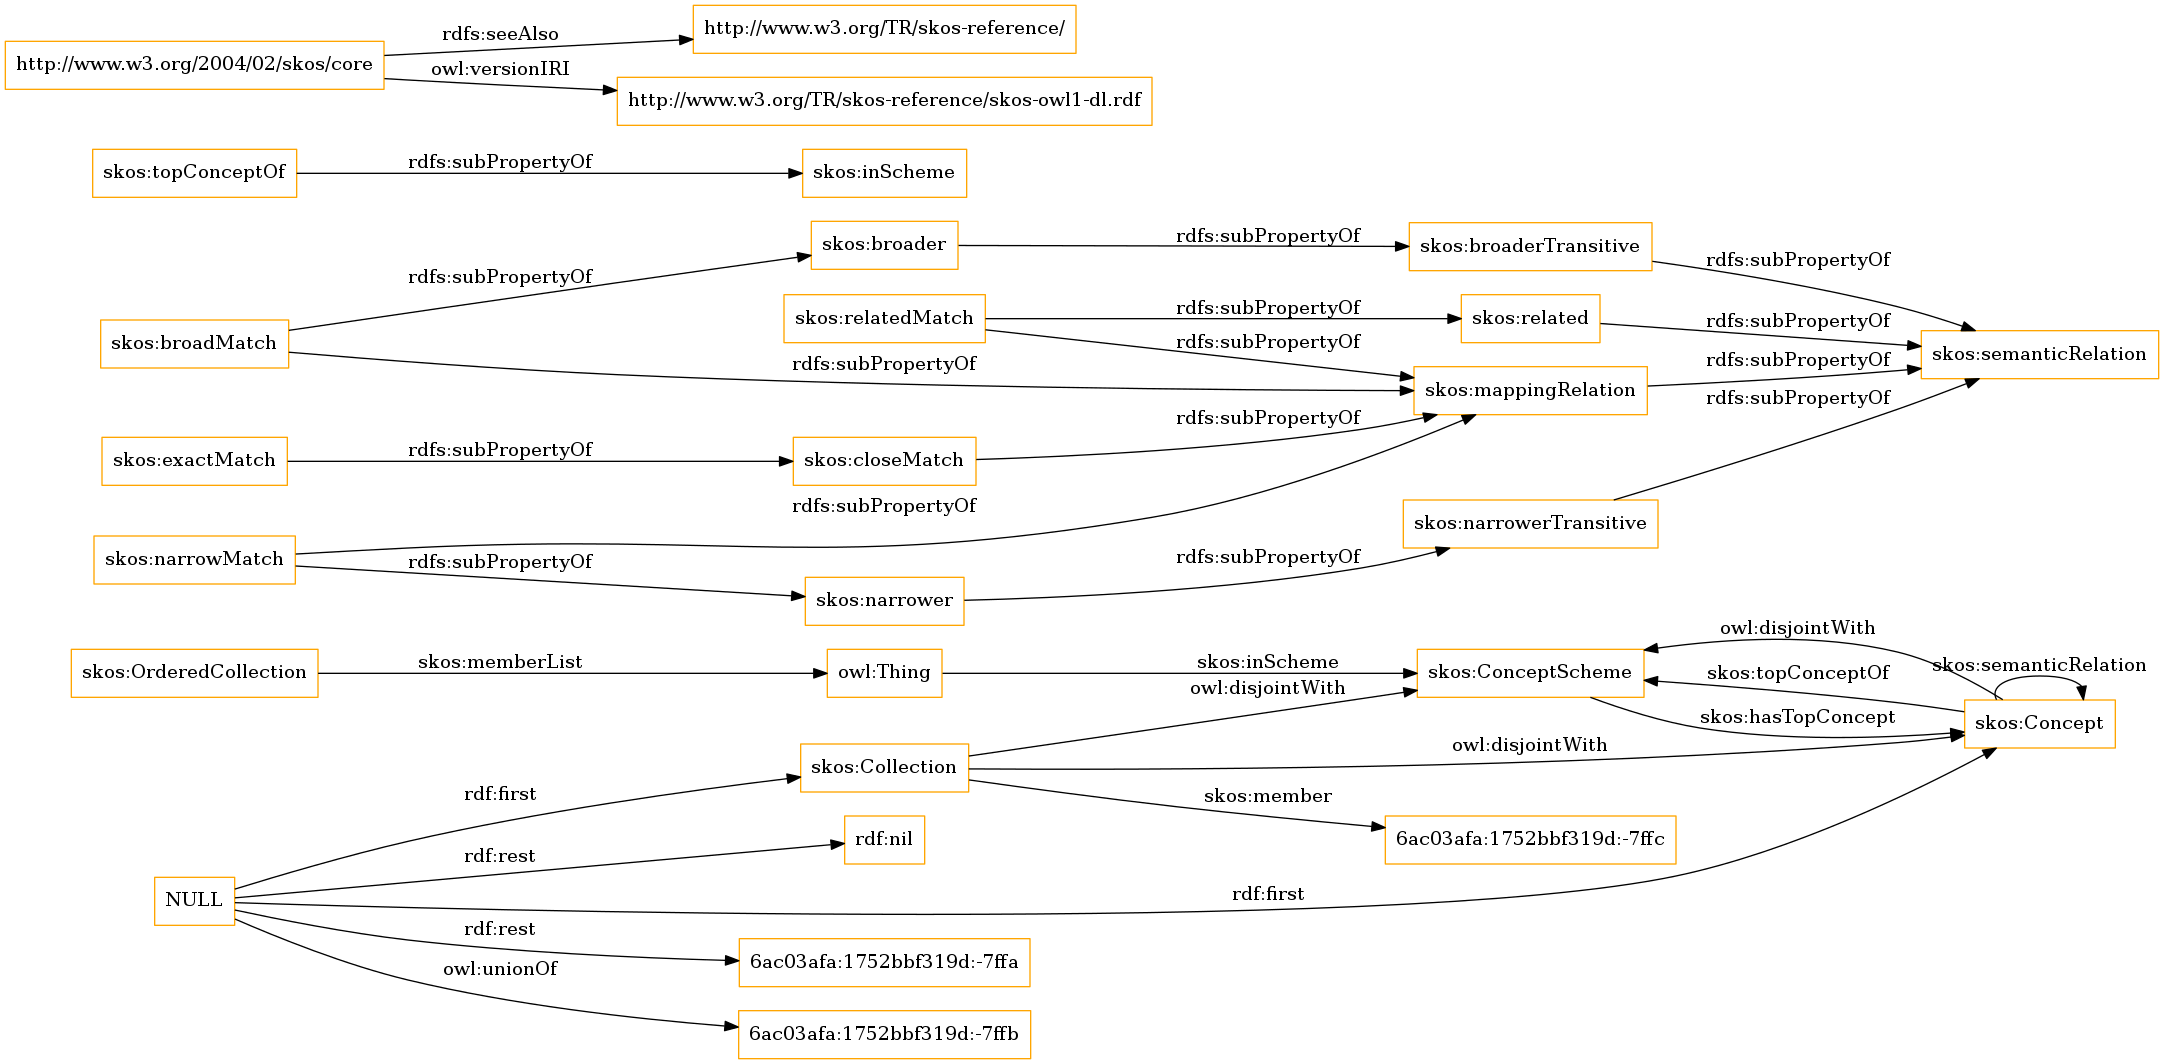 http://www.w3.org/2004/02/skos/core
rdfs:seeAlso
http://www.w3.org/TR/skos-reference/
owl:versionIRI
http://www.w3.org/TR/skos-reference/skos-owl1-dl.rdf
skos:topConceptOf
rdfs:subPropertyOf
skos:inScheme
skos:broadMatch
rdfs:subPropertyOf
skos:broader
rdfs:subPropertyOf
skos:broaderTransitive
rdfs:subPropertyOf
rdfs:subPropertyOf
skos:relatedMatch
rdfs:subPropertyOf
skos:related
rdfs:subPropertyOf
rdfs:subPropertyOf
skos:mappingRelation
rdfs:subPropertyOf
skos:semanticRelation
skos:exactMatch
rdfs:subPropertyOf
skos:closeMatch
rdfs:subPropertyOf
rdfs:subPropertyOf
skos:narrowMatch
rdfs:subPropertyOf
rdfs:subPropertyOf
skos:narrower
rdfs:subPropertyOf
skos:narrowerTransitive
skos:OrderedCollection
skos:memberList
owl:Thing
skos:inScheme
skos:ConceptScheme
owl:disjointWith
skos:semanticRelation
skos:topConceptOf
skos:hasTopConcept
skos:Concept
owl:disjointWith
skos:Collection
owl:disjointWith
skos:member
6ac03afa:1752bbf319d:-7ffc
NULL
rdf:first
rdf:rest
rdf:nil
rdf:first
rdf:rest
6ac03afa:1752bbf319d:-7ffa
owl:unionOf
6ac03afa:1752bbf319d:-7ffb